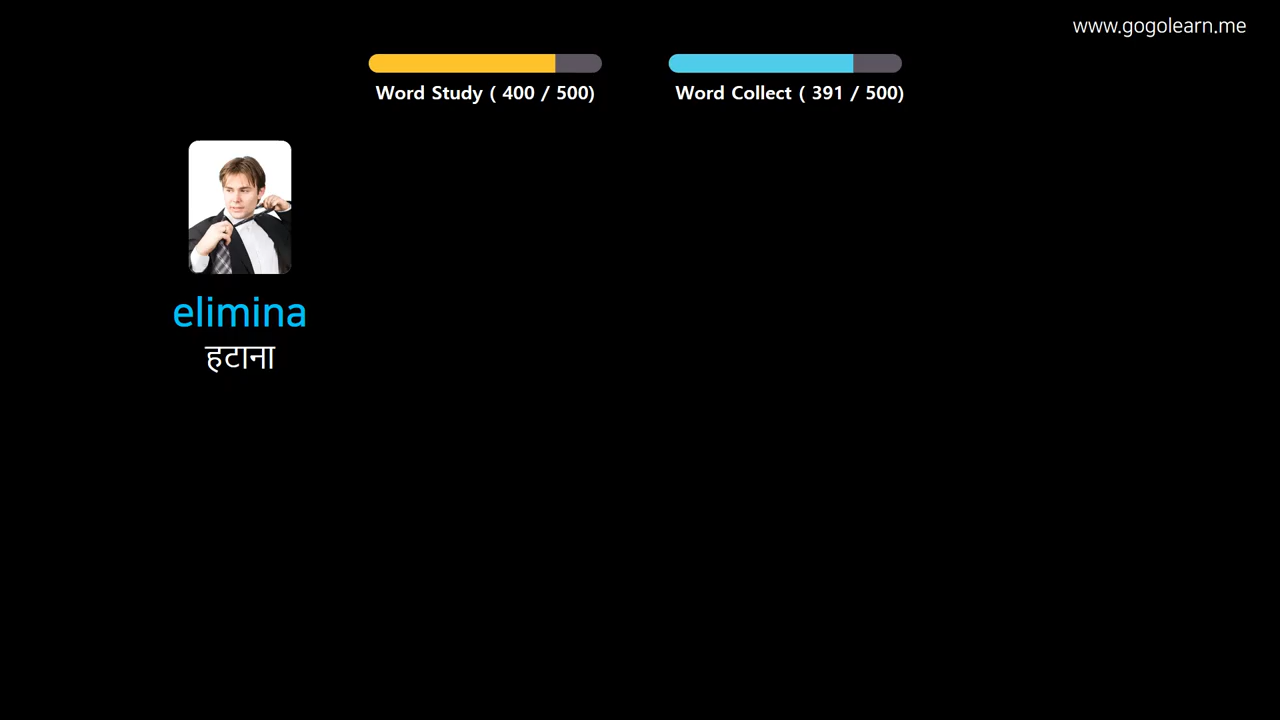 www.gogolearn.me
Word Study ( 400 / 500)
Word Collect ( 391 / 500)
elimina
हटाना